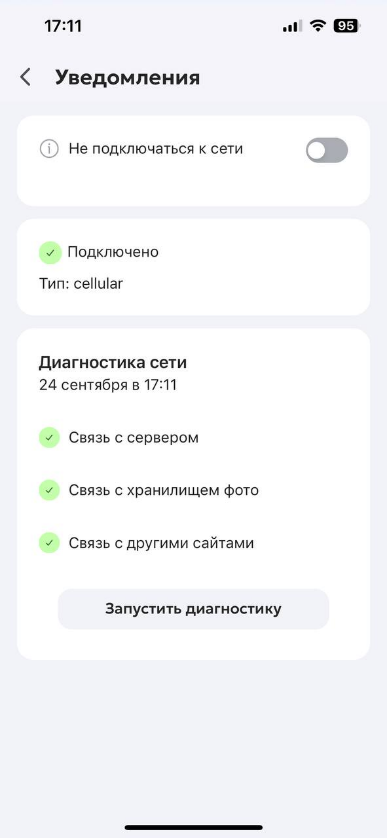 17:11
95
Уведомления
Не подключаться к сети
Подключено
Тип: cellular
Диагностика сети
24 сентября в 17:11
Связь с сервером
Связь с хранилищем фото
Связь с другими сайтами
Запустить диагностику